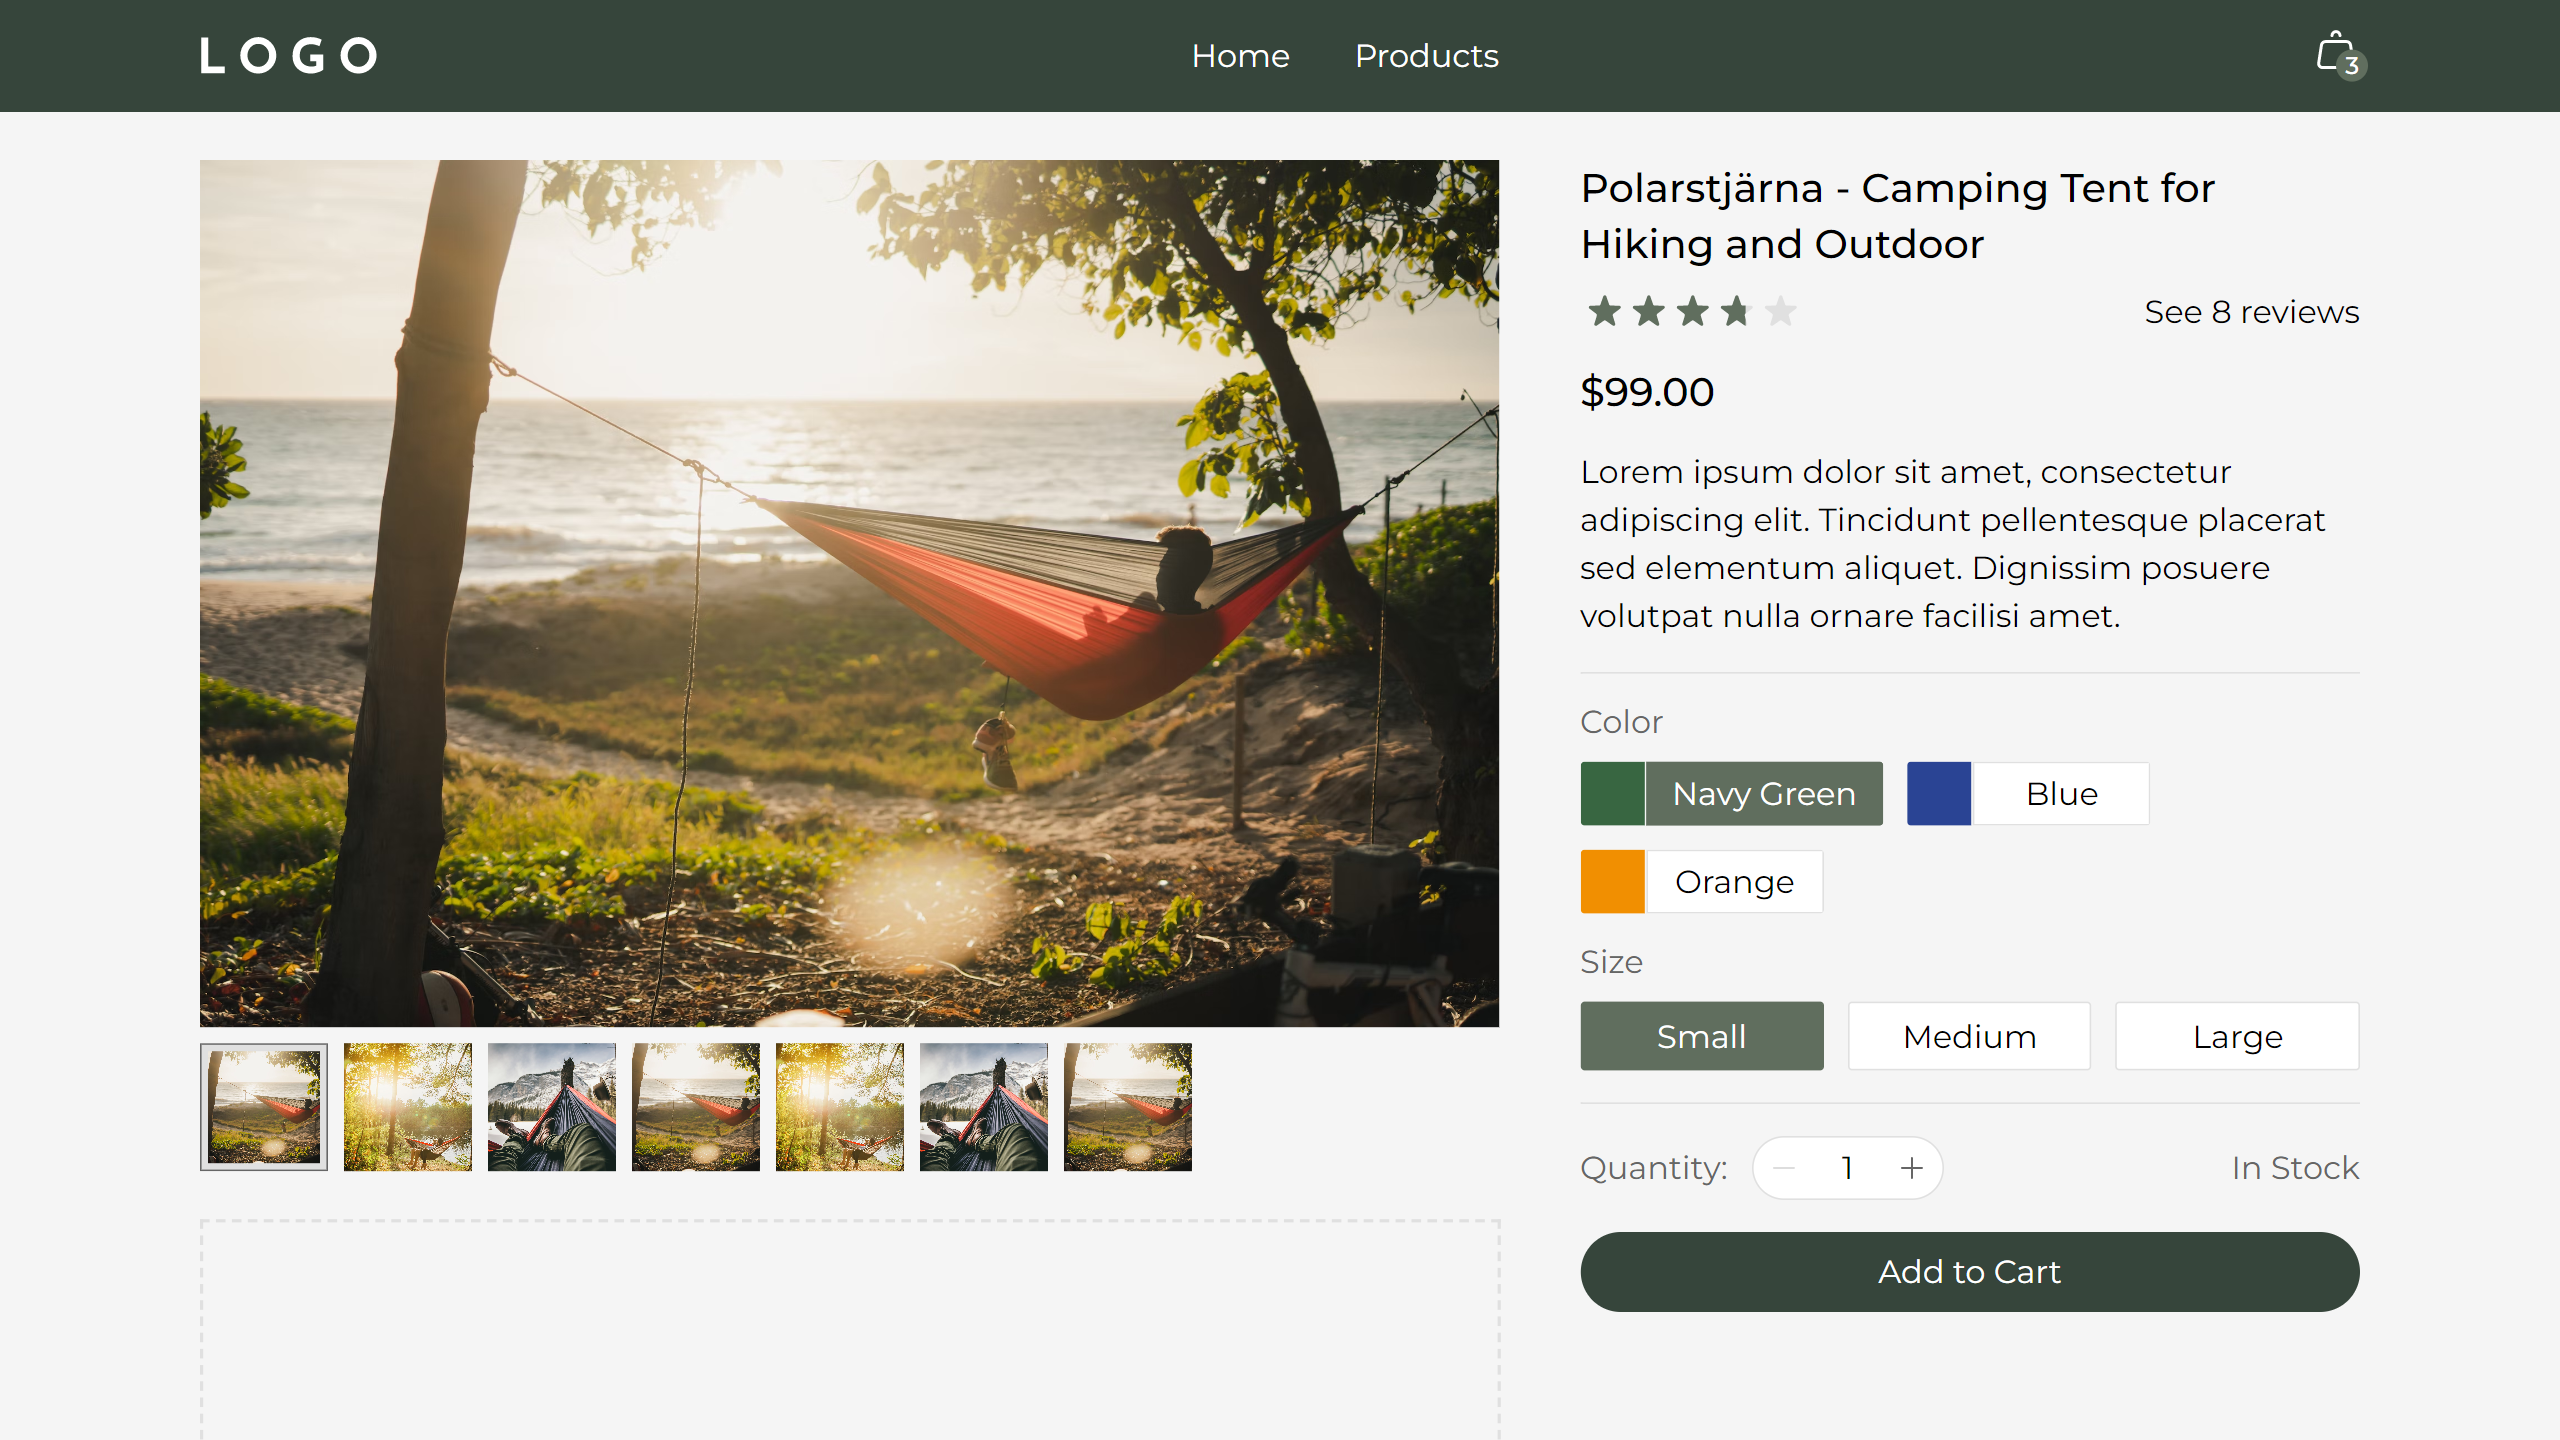 LOGO
Home
Products
3
Polarstjärna - Camping Tent for
Hiking and Outdoor
See 8 reviews
$99.00
Lorem ipsum dolor sit amet, consectetur
adipiscing elit. Tincidunt pellentesque placerat
sed elementum aliquet. Dignissim posuere
volutpat nulla ornare facilisi amet.
Color
Navy Green
Blue
Orange
Size
Small
Medium
Large
Quantity:
1
In Stock
Add to Cart